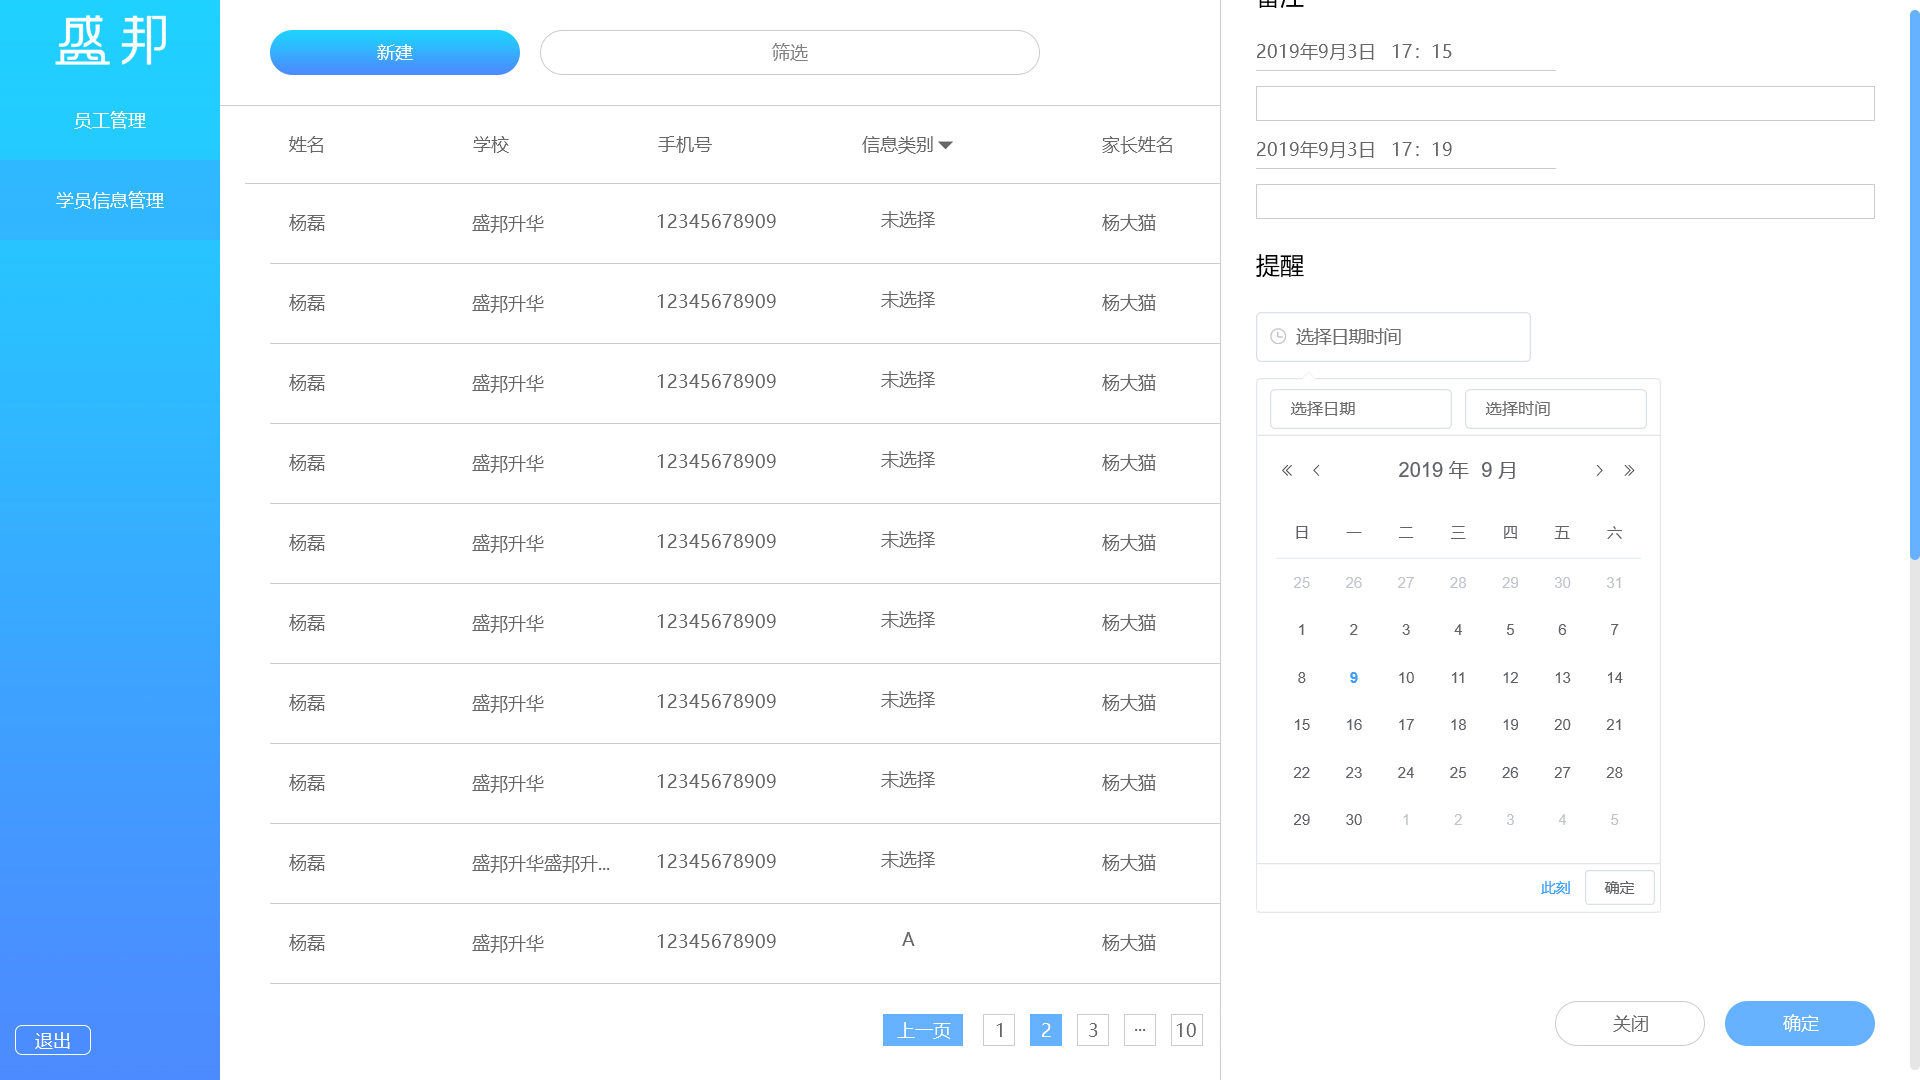 盛邦
员工管理
学员信息管理
退出
新建
筛选
姓名 学校 手机号 信息类别 家长姓名
杨磊 盛邦升华 12345678909 未选择 杨大猫
杨磊 盛邦升华 12345678909 未选择 杨大猫
杨磊 盛邦升华 12345678909 未选择 杨大猫
杨磊 盛邦升华 12345678909 未选择 杨大猫
杨磊 盛邦升华 12345678909 未选择 杨大猫
杨磊 盛邦升华 12345678909 未选择 杨大猫
杨磊 盛邦升华 12345678909 未选择 杨大猫
杨磊 盛邦升华 12345678909 未选择 杨大猫
杨磊 盛邦升华盛邦升... 12345678909 未选择 杨大猫
杨磊 盛邦升华 12345678909 A 杨大猫
上一页 1 2 3 ... 10
2019年9月3日 17：15
2019年9月3日 17：19
提醒
选择日期时间
选择日期 选择时间
« ‹ 2019 年 9 月 › »
日 一 二 三 四 五 六
25 26 27 28 29 30 31
1 2 3 4 5 6 7
8 9 10 11 12 13 14
15 16 17 18 19 20 21
22 23 24 25 26 27 28
29 30 1 2 3 4 5
此刻 确定
关闭 确定